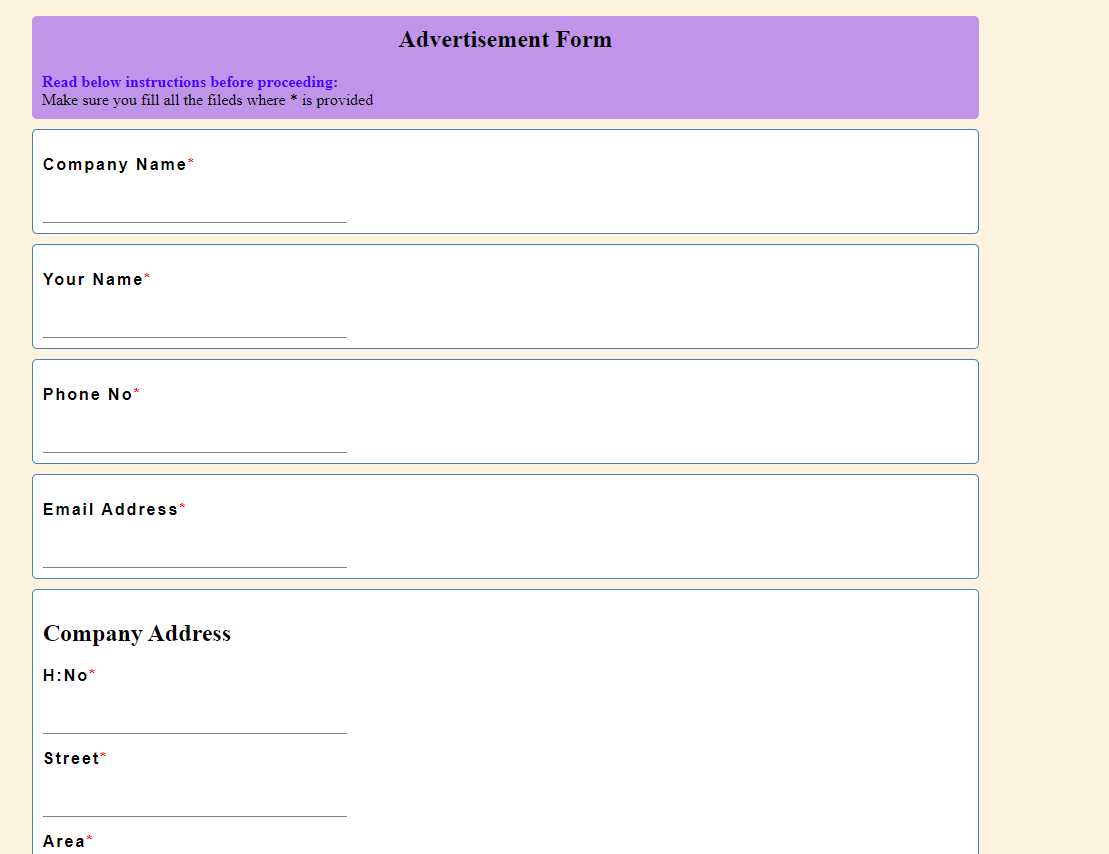 Advertisement Form
Read below instructions before proceeding:
Make sure you fill all the fileds where * is provided
Company Name*
Your Name*
Phone No*
Email Address*
Company Address
H:No*
Street*
Area*